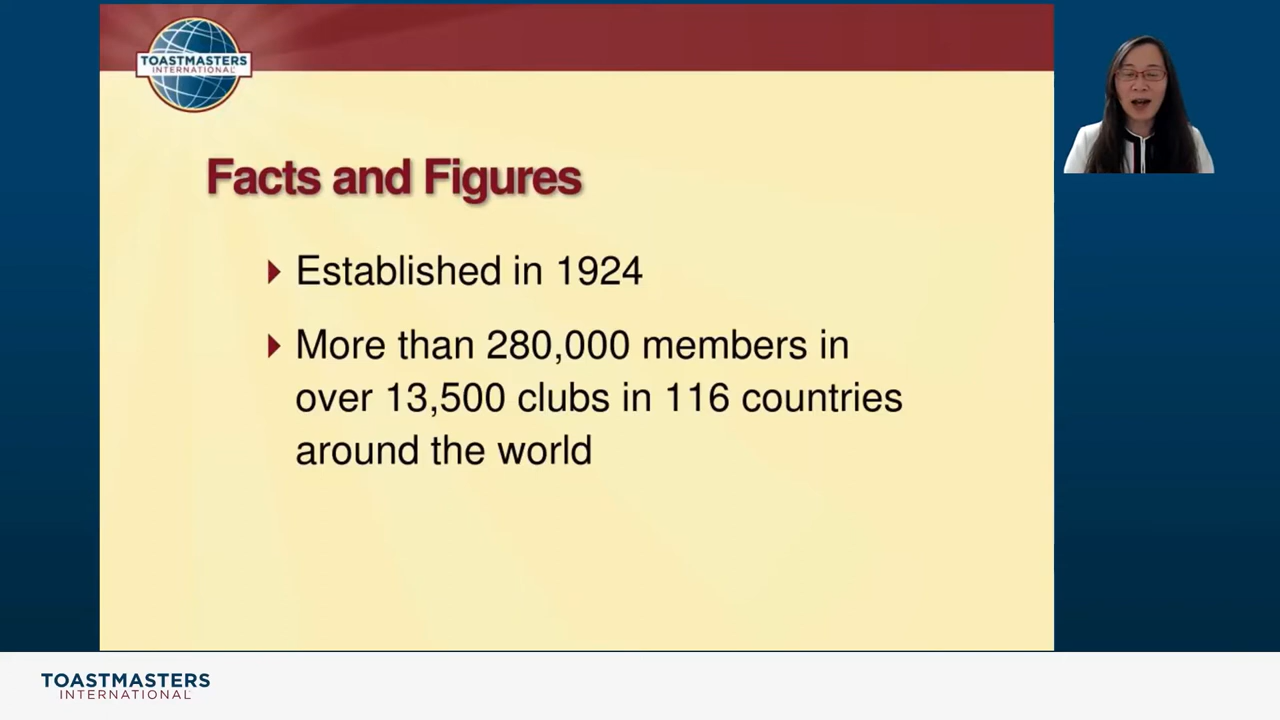 TOASTMASTERS
INTERNATIONAL
Facts and Figures
Established in 1924
More than 280,000 members in
over 13,500 clubs in 116 countries
around the world
TOASTMASTERS
INTERNATIONAL